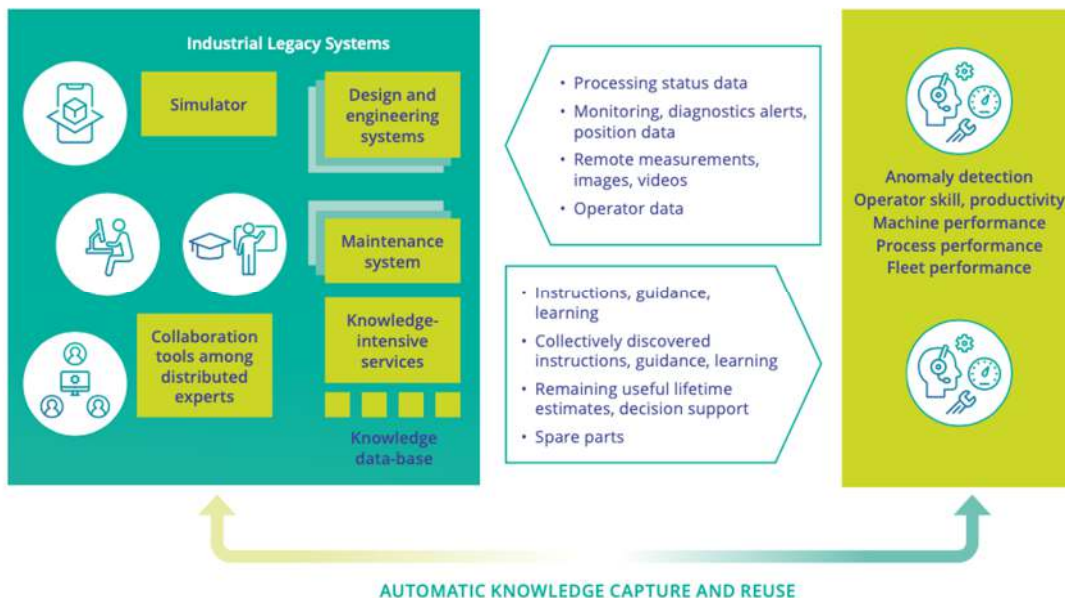 Industrial Legacy Systems
Simulator
Design and
engineering
systems
Maintenance
system
Collaboration
tools among
distributed
experts
Knowledge-
intensive
services
Knowledge
data-base
• Processing status data
• Monitoring, diagnostics alerts,
position data
• Remote measurements,
images, videos
• Operator data
• Instructions, guidance,
learning
• Collectively discovered
instructions, guidance, learning
• Remaining useful lifetime
estimates, decision support
• Spare parts
Anomaly detection
Operator skill, productivity
Machine performance
Process performance
Fleet performance
AUTOMATIC KNOWLEDGE CAPTURE AND REUSE